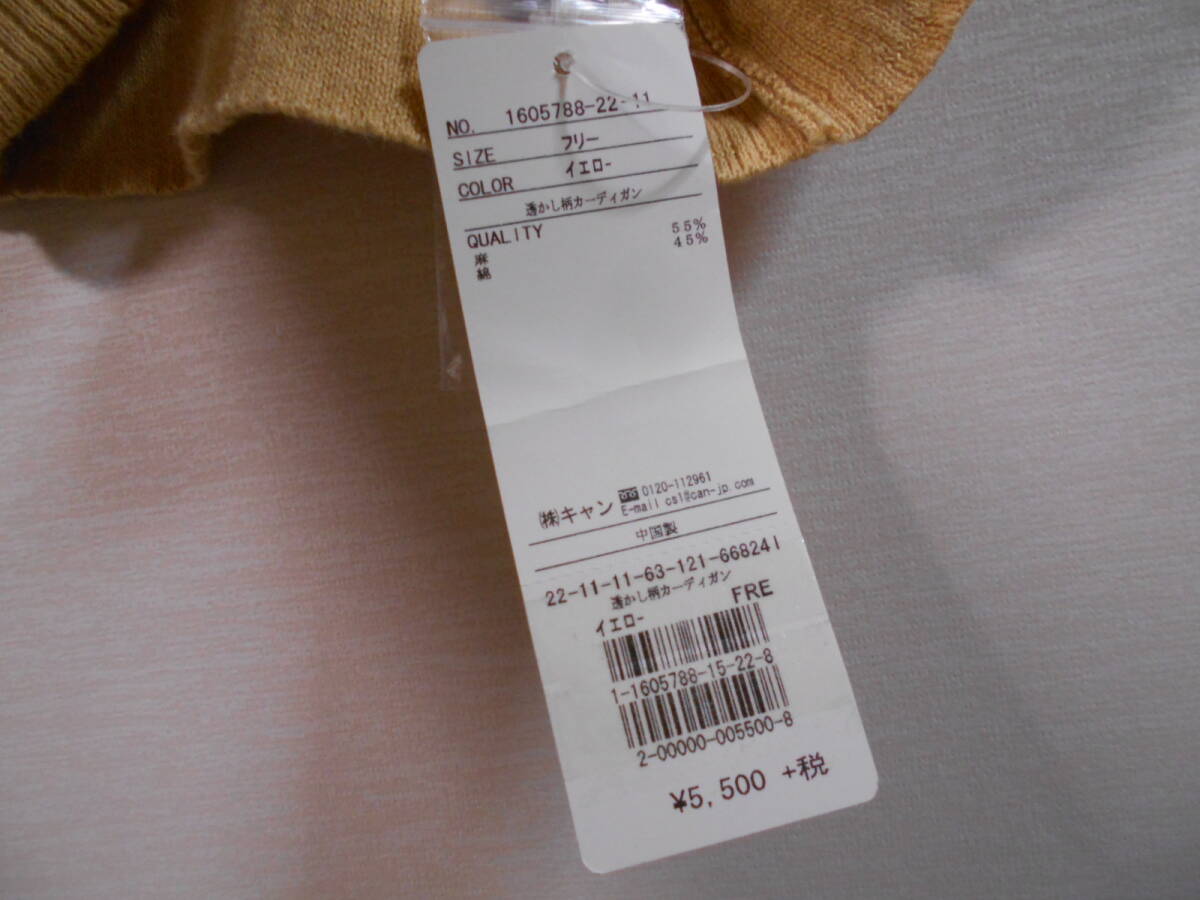 NO. 1605788-22-11
SIZE フリー
COLOR イエロー
透かし柄カーディガン
QUALITY
麻 55%
綿 45%
㈱キャン 0120-112961
E-mail cs1@can-jp.com
中国製
22-11-11-63-121-668241
透かし柄カーディガン
イエロー FRE
1-1605788-15-22-8
2-00000-005500-8
¥5,500 +税